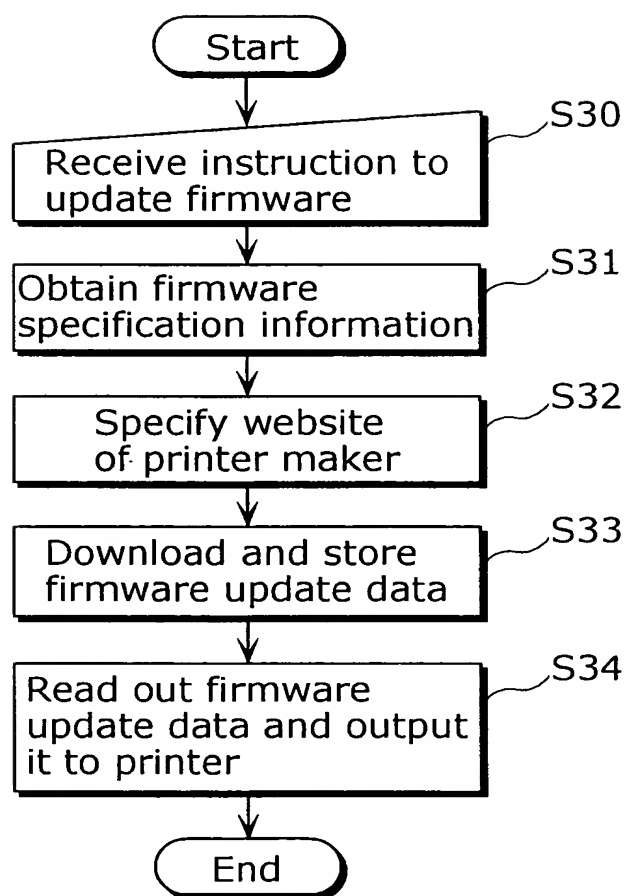 Start
S30
Receive instruction to
update firmware
S31
Obtain firmware
specification information
S32
Specify website
of printer maker
S33
Download and store
firmware update data
S34
Read out firmware
update data and output
it to printer
End